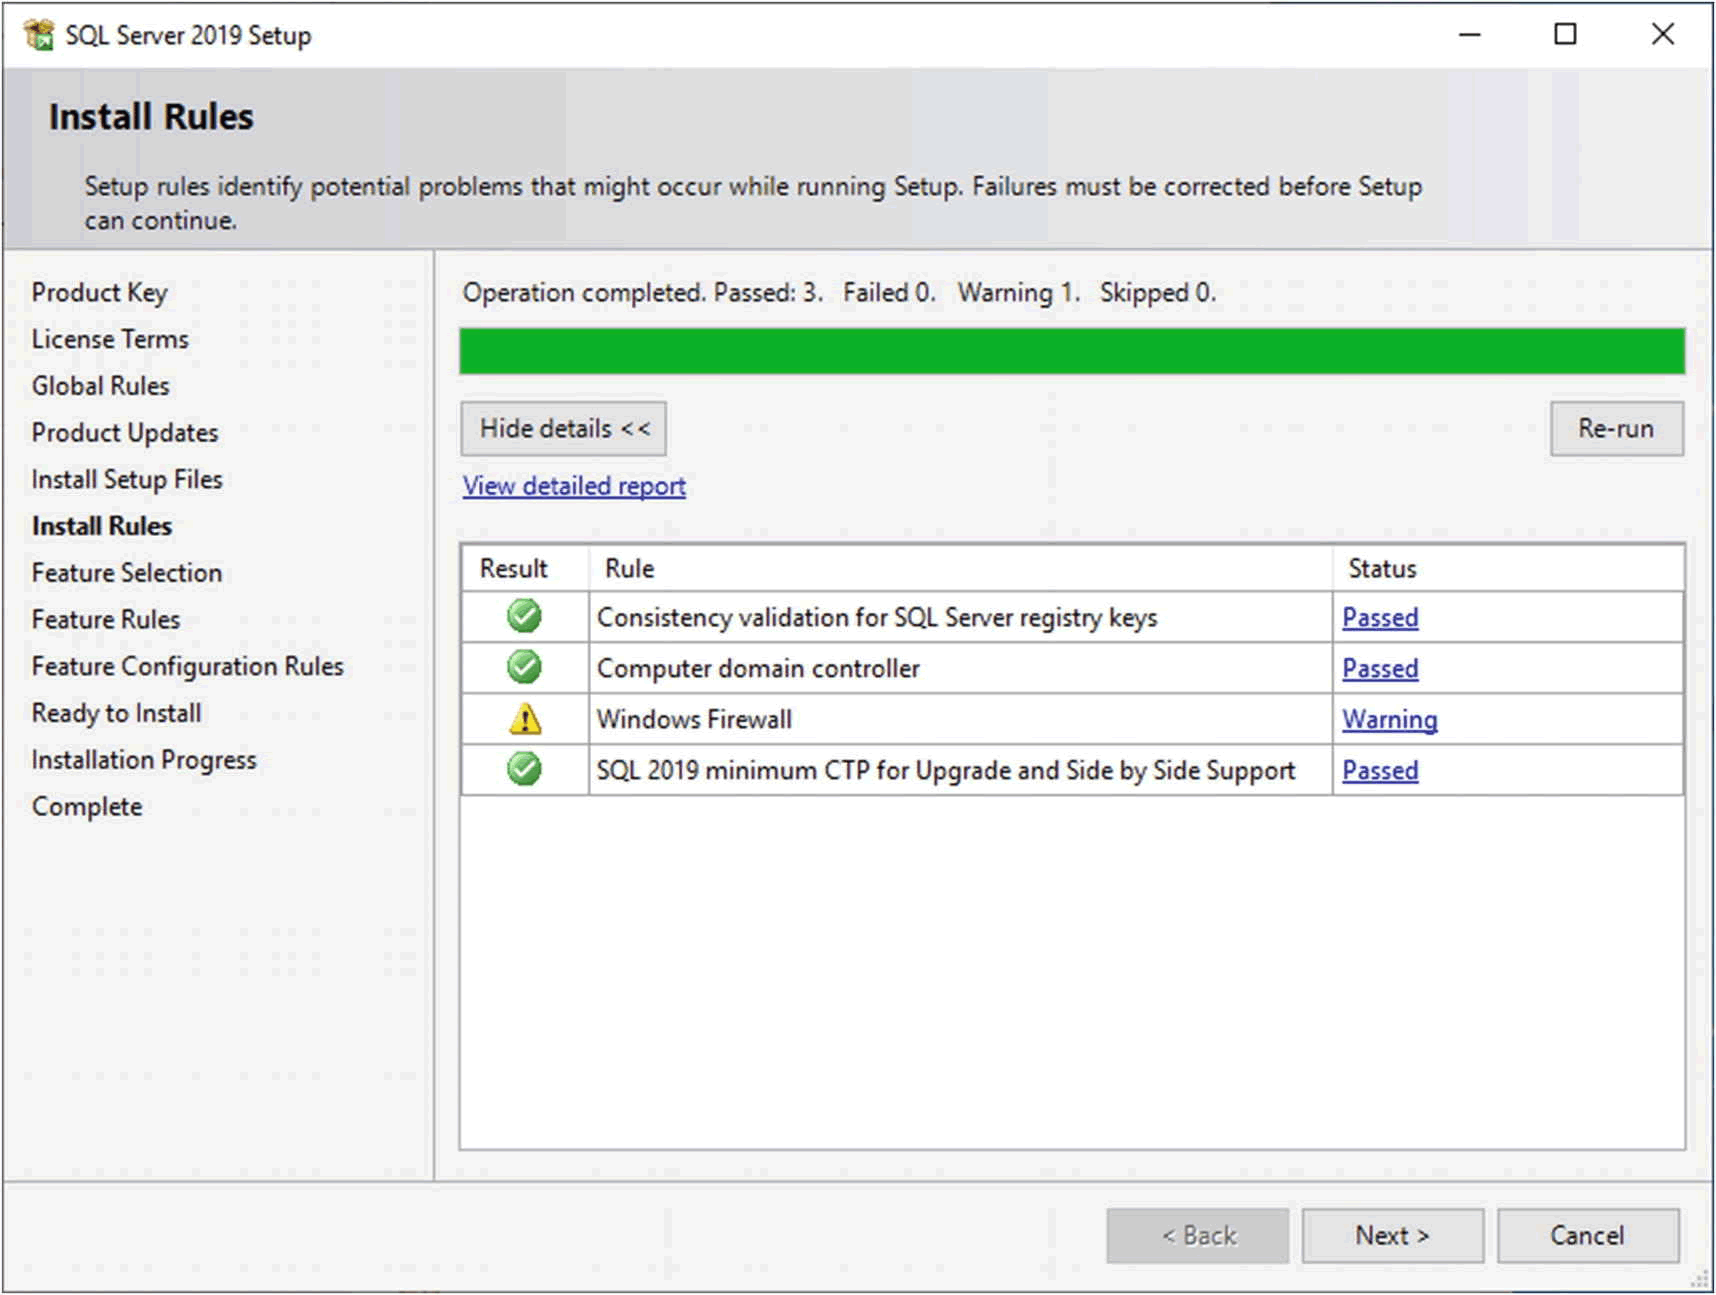 SQL Server 2019 Setup
Install Rules
Setup rules identify potential problems that might occur while running Setup. Failures must be corrected before Setup
can continue.
Product Key
License Terms
Global Rules
Product Updates
Install Setup Files
Install Rules
Feature Selection
Feature Rules
Feature Configuration Rules
Ready to Install
Installation Progress
Complete
Operation completed. Passed: 3. Failed 0. Warning 1. Skipped 0.
Hide details <<
Re-run
View detailed report
Result Rule Status
Consistency validation for SQL Server registry keys Passed
Computer domain controller Passed
Windows Firewall Warning
SQL 2019 minimum CTP for Upgrade and Side by Side Support Passed
< Back Next > Cancel